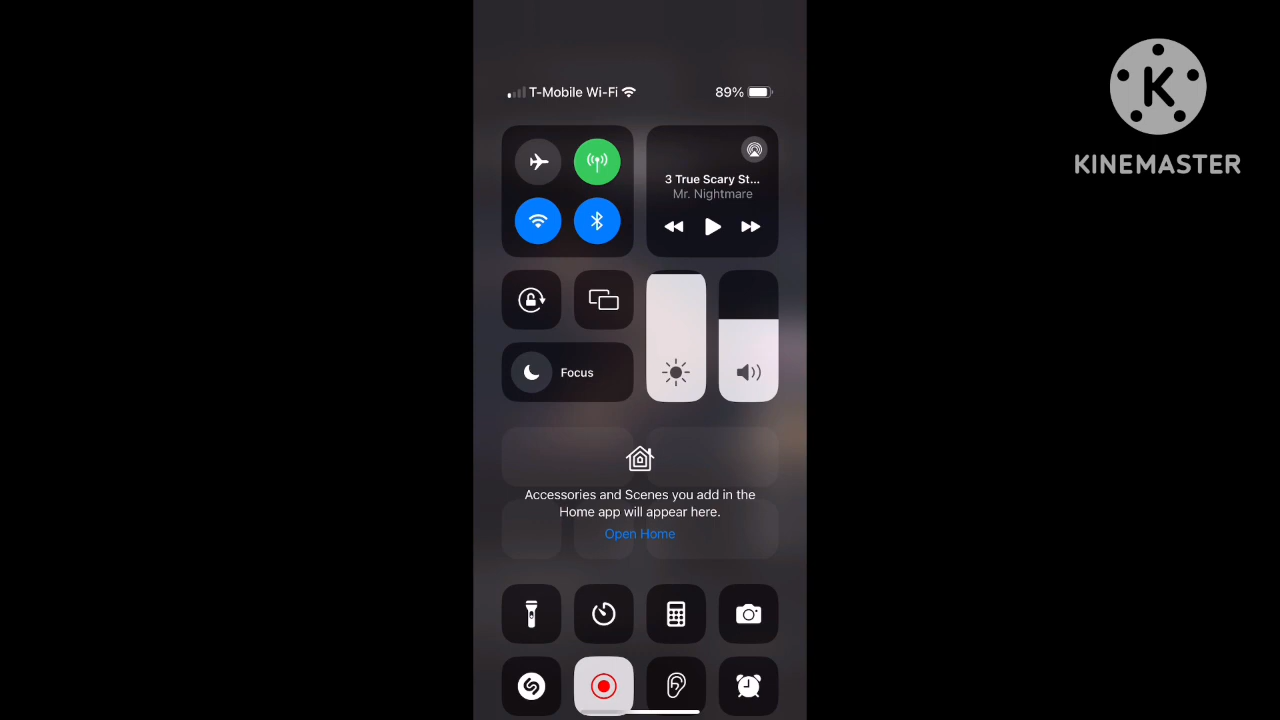 T-Mobile Wi-Fi
89%
K
KINEMASTER
3 True Scary St...
Mr. Nightmare
Focus
Accessories and Scenes you add in the
Home app will appear here.
Open Home